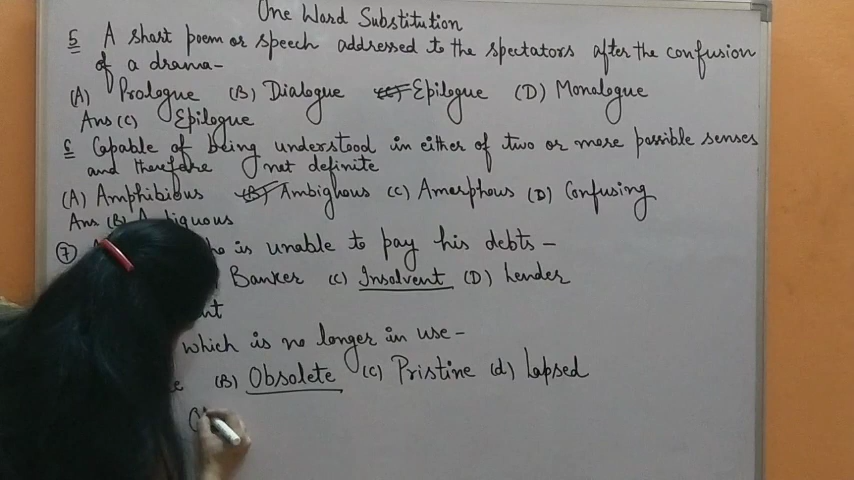 One Word Substitution
5 A short poem or speech addressed to the spectators after the confusion
of a drama-
(A) Prologue (B) Dialogue (C) Epilogue (D) Monologue
Ans (C) Epilogue
6 Capable of being understood in either of two or more possible senses
and therefore not definite
(A) Amphibious (B) Ambiguous (C) Amorphous (D) Confusing
Ans (B) Ambiguous
7 is unable to pay his debts-
Banker (C) Insolvent (D) Lender
which is no longer in use-
(B) Obsolete (C) Pristine (d) Lapsed